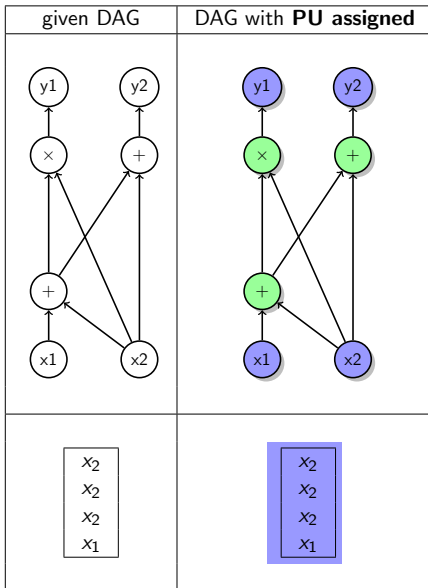 given DAG
DAG with PU assigned
y1
y2
y1
y2
×
+
×
+
+
+
x1
x2
x1
x2
x₂
x₂
x₂
x₁
x₂
x₂
x₂
x₁